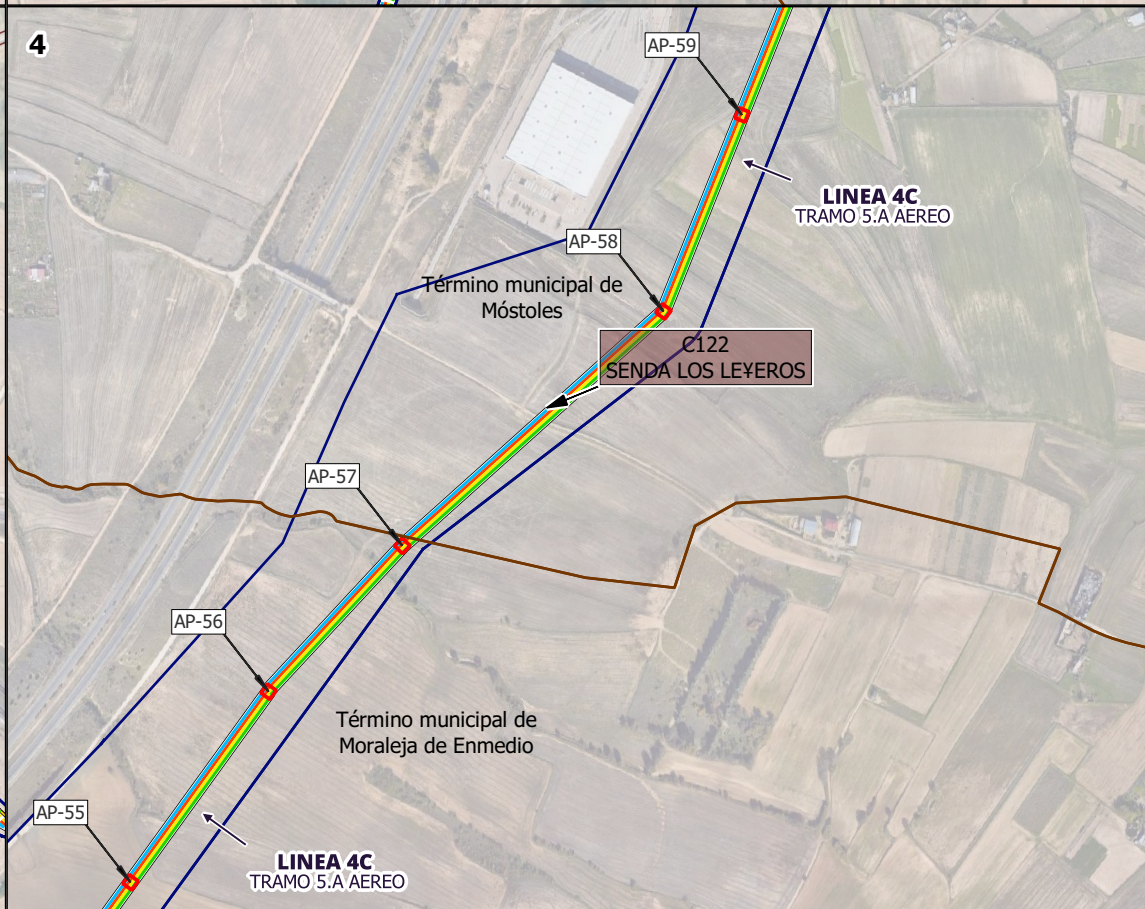 4
AP-59
LINEA 4C
TRAMO 5.A AEREO
AP-58
Término municipal de
Móstoles
C122
SENDA LOS LE¥EROS
AP-57
AP-56
Término municipal de
Moraleja de Enmedio
AP-55
LINEA 4C
TRAMO 5.A AEREO